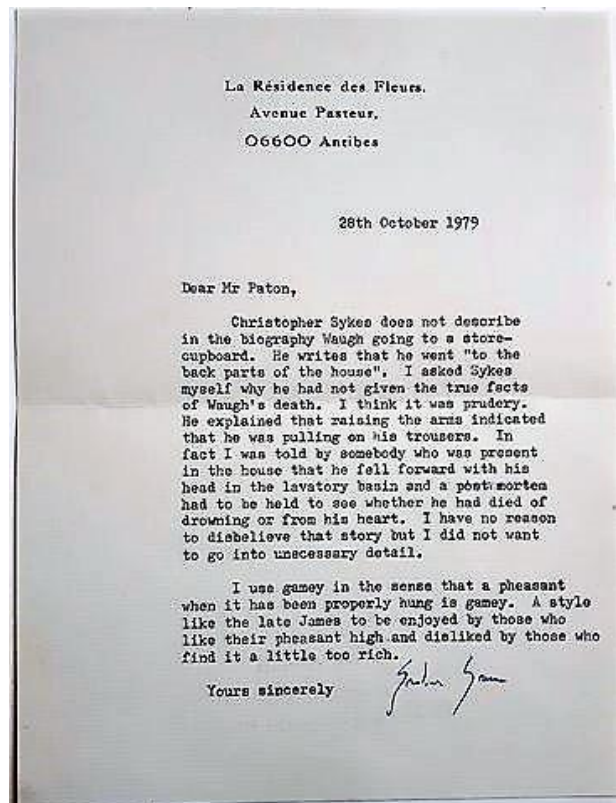 La Résidence des Fleurs.
Avenue Pasteur,
06600 Antibes
28th October 1979
Dear Mr Paton,
Christopher Sykes does not describe
in the biography Waugh going to a store-
cupboard. He writes that he went "to the
back parts of the house". I asked Sykes
myself why he had not given the true facts
of Waugh's death. I think it was prudery.
He explained that raising the arms indicated
that he was pulling on his trousers. In
fact I was told by somebody who was present
in the house that he fell forward with his
head in the lavatory basin and a post mortem
had to be held to see whether he had died of
drowning or from his heart. I have no reason
to disbelieve that story but I did not want
to go into unecessary detail.
I use gamey in the sense that a pheasant
when it has been properly hung is gamey. A style
like the late James to be enjoyed by those who
like their pheasant high and disliked by those who
find it a little too rich.
Yours sincerely